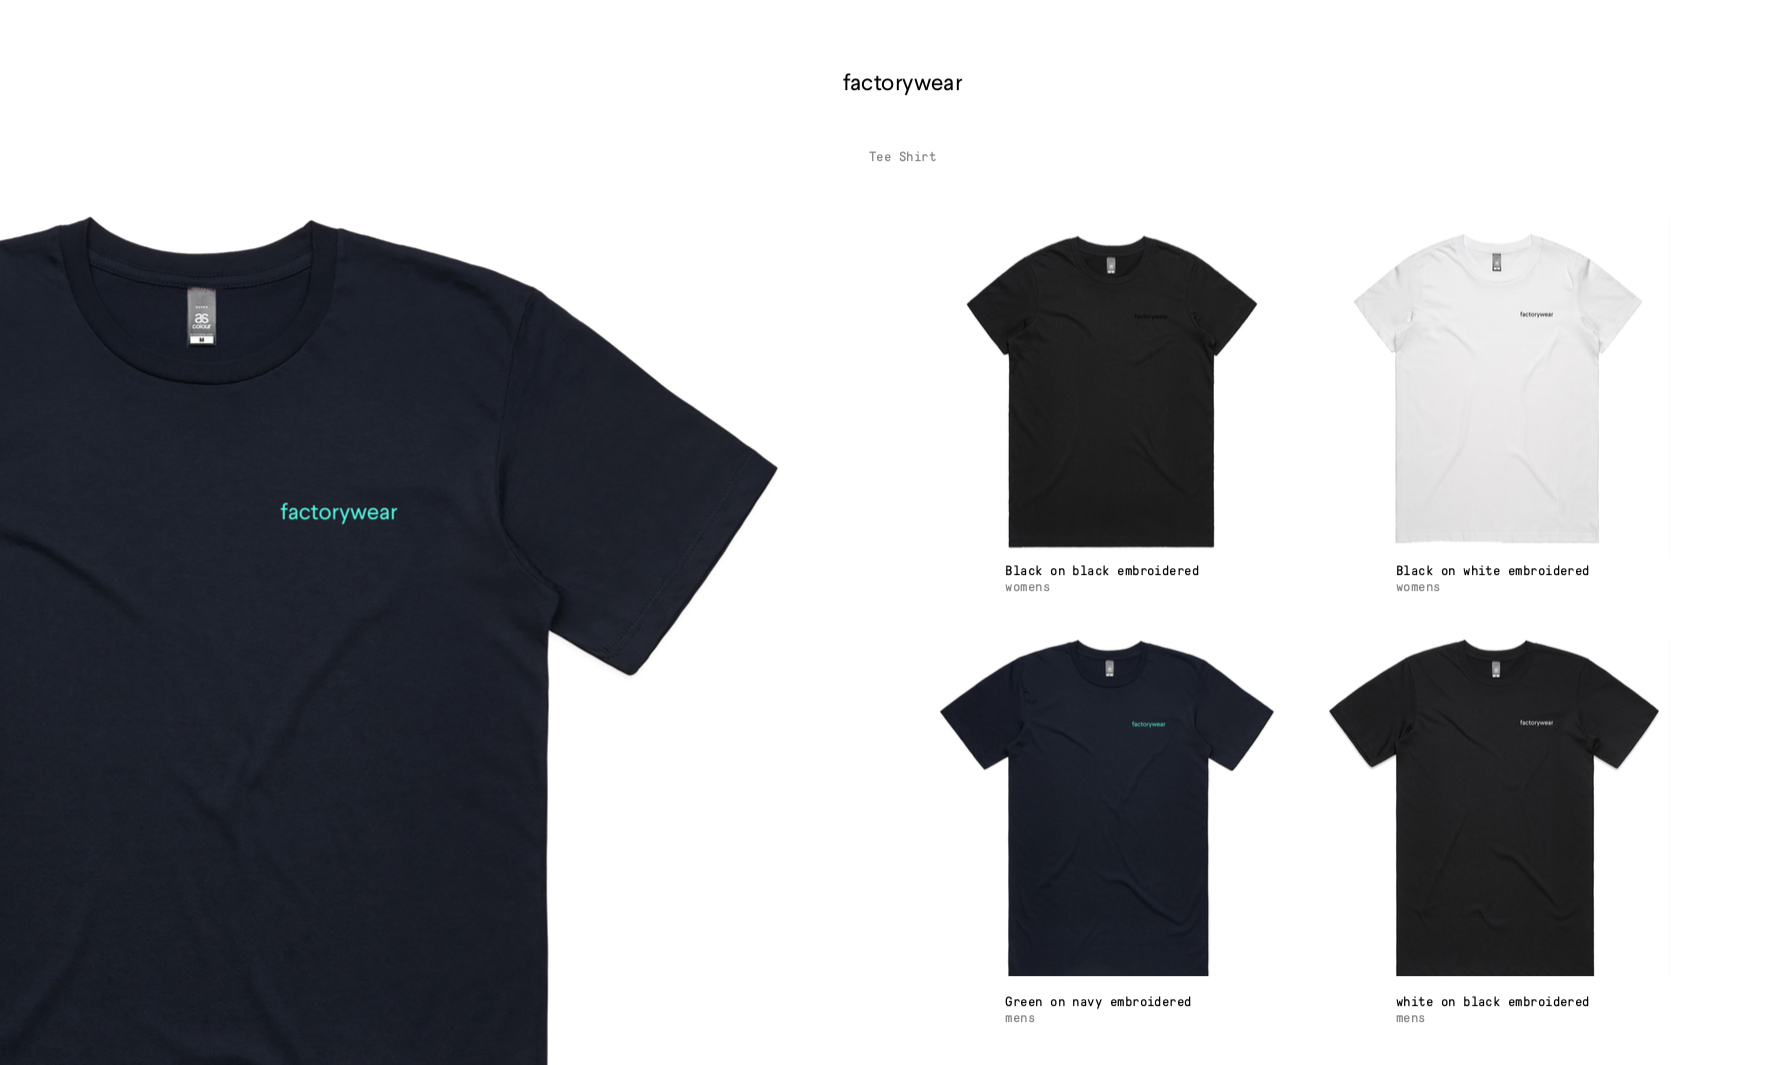 factorywear
Tee Shirt
as
colour
M
factorywear
factorywear
factorywear
Black on black embroidered
womens
Black on white embroidered
womens
factorywear
factorywear
Green on navy embroidered
mens
white on black embroidered
mens